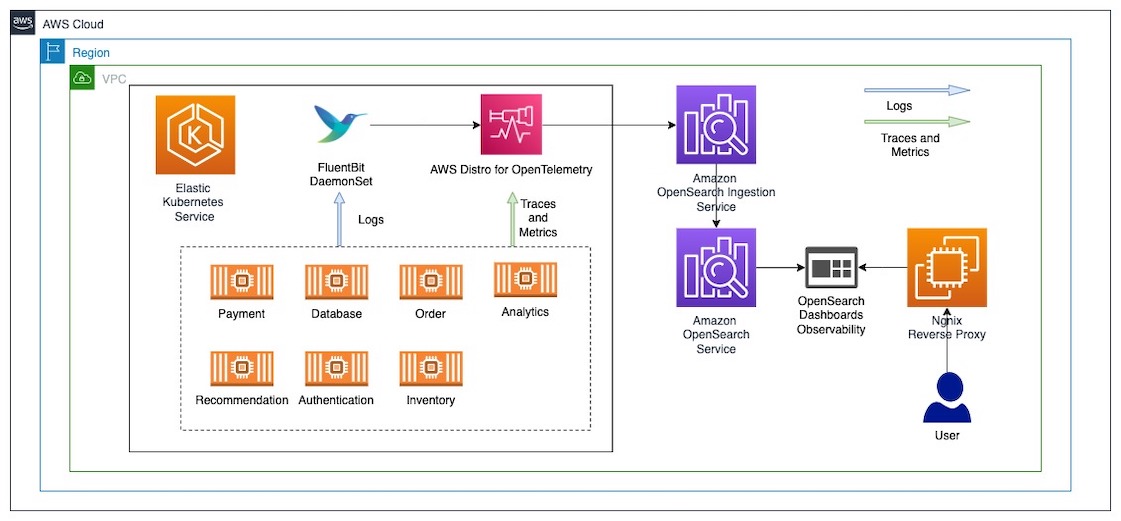 aws
AWS Cloud
Region
VPC
Elastic
Kubernetes
Service
K
FluentBit
DaemonSet
AWS Distro for OpenTelemetry
Logs
Traces
and
Metrics
Payment
Database
Order
Analytics
Recommendation
Authentication
Inventory
Amazon
OpenSearch Ingestion
Service
Amazon
OpenSearch
Service
OpenSearch
Dashboards
Observability
Ngnix
Reverse Proxy
User
Logs
Traces and
Metrics